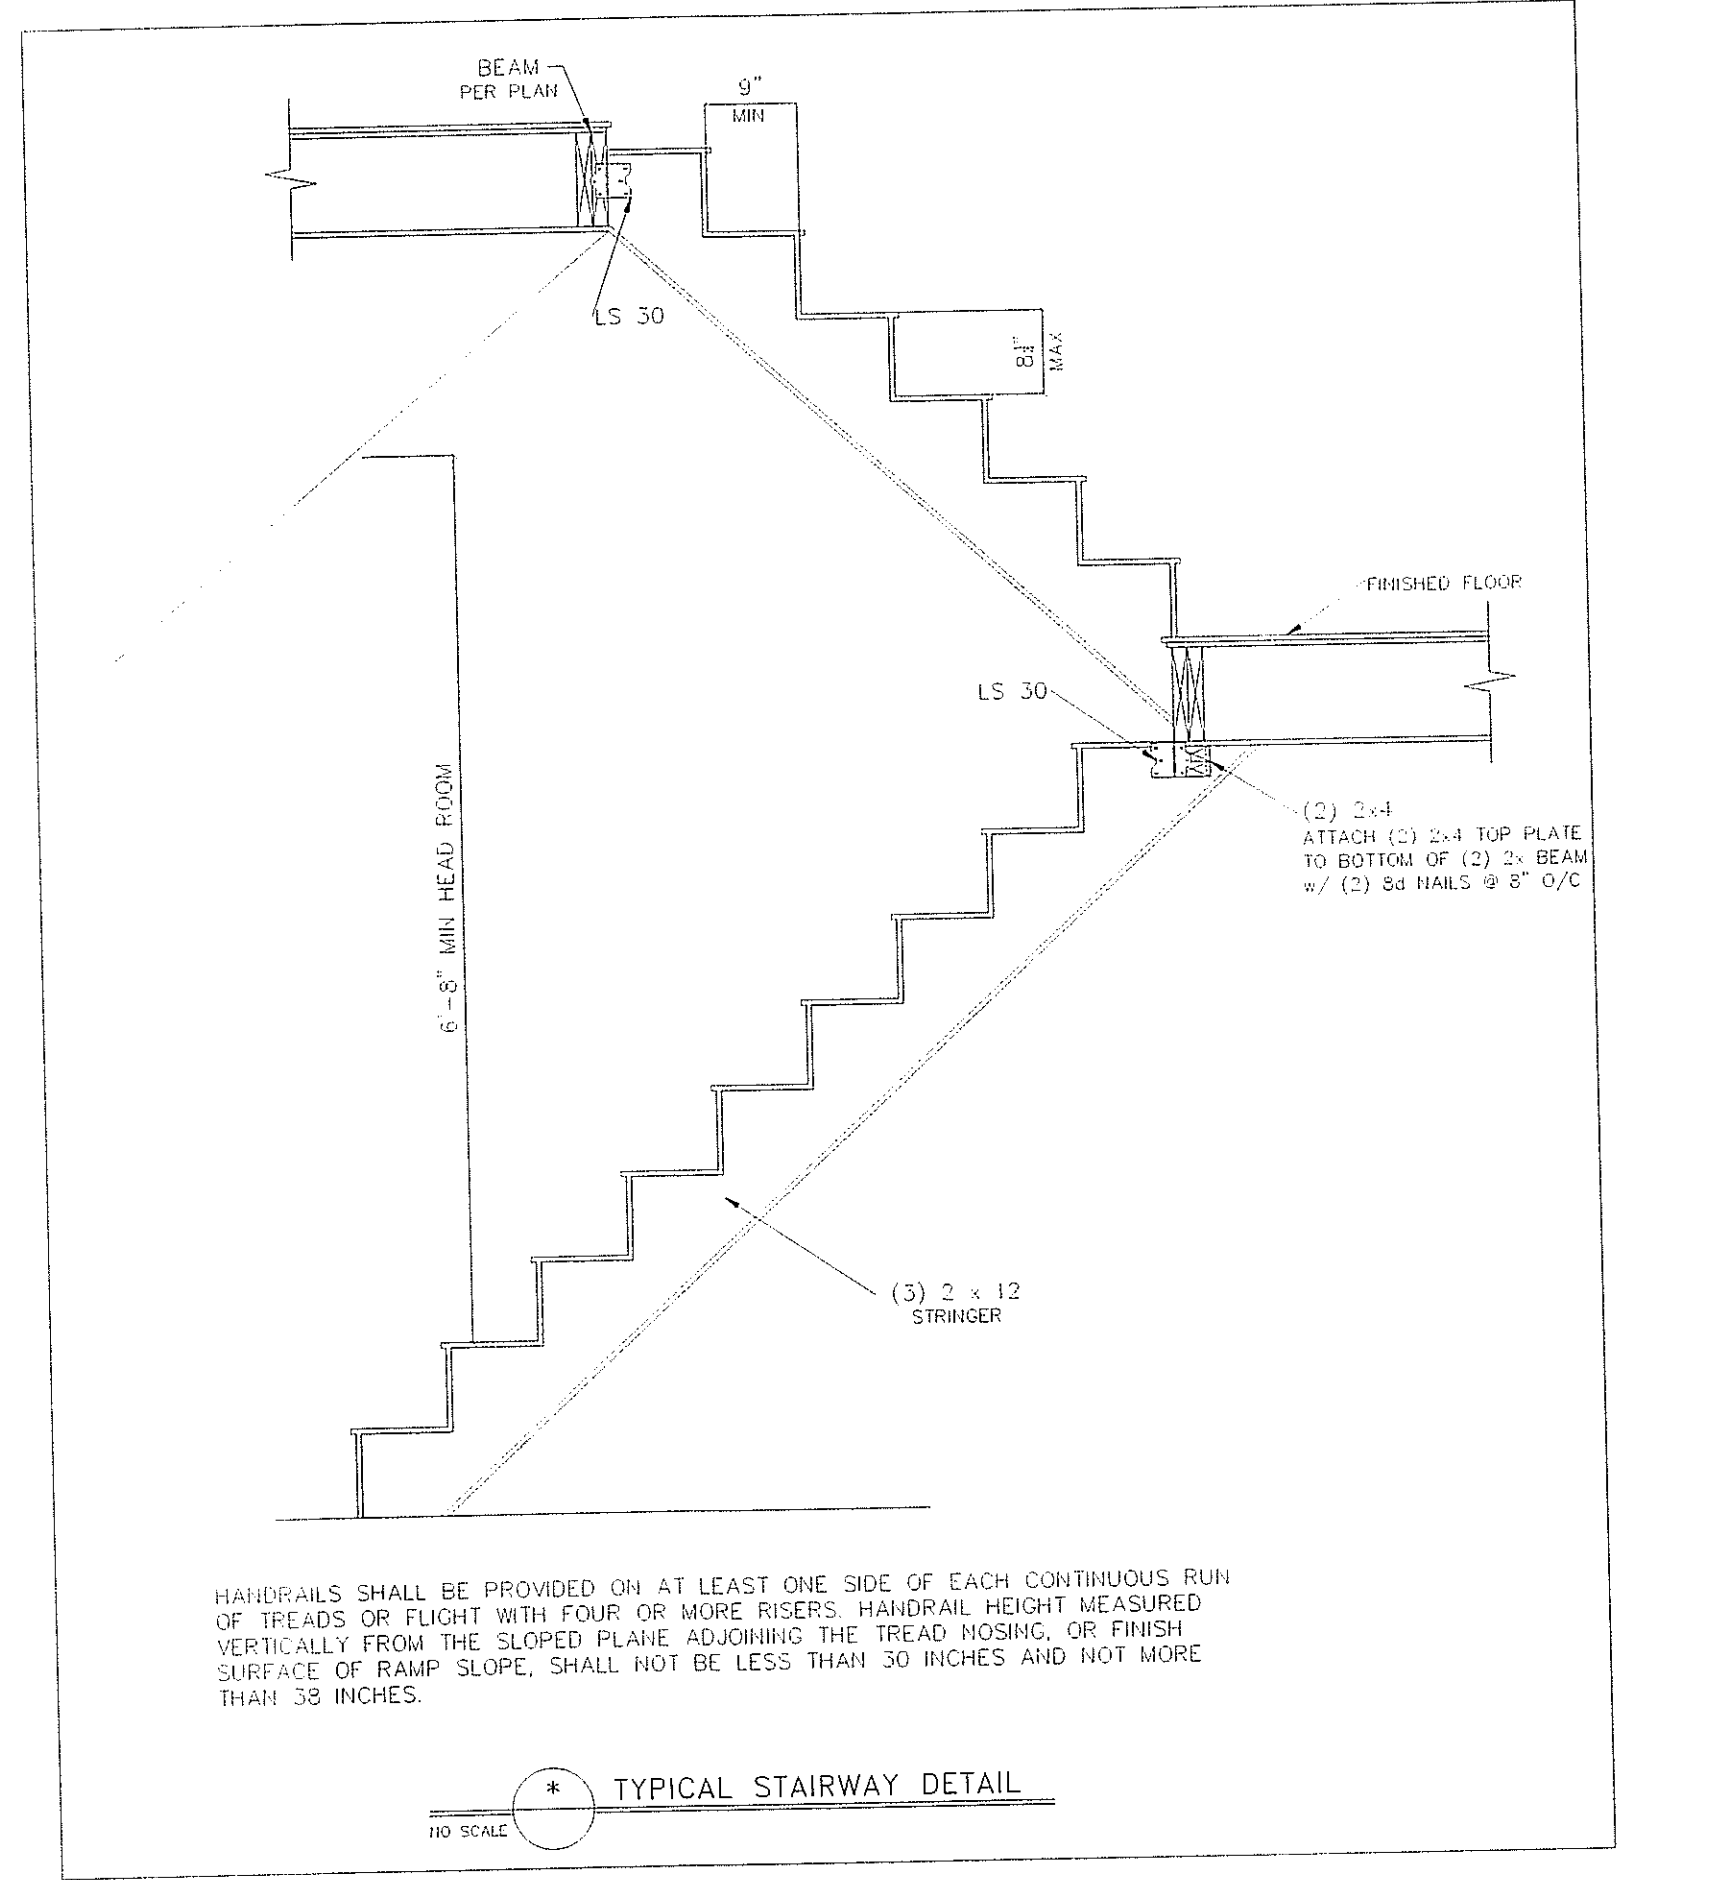 BEAM
PER PLAN
9"
MIN
LS 30
8¼"
MAX
FINISHED FLOOR
LS 30
6'-8" MIN HEAD ROOM
(2) 2x4
ATTACH (2) 2x4 TOP PLATE
TO BOTTOM OF (2) 2x BEAM
w/ (2) 8d NAILS @ 8" O/C
(3) 2 x 12
STRINGER
HANDRAILS SHALL BE PROVIDED ON AT LEAST ONE SIDE OF EACH CONTINUOUS RUN
OF TREADS OR FLIGHT WITH FOUR OR MORE RISERS. HANDRAIL HEIGHT MEASURED
VERTICALLY FROM THE SLOPED PLANE ADJOINING THE TREAD NOSING, OR FINISH
SURFACE OF RAMP SLOPE, SHALL NOT BE LESS THAN 30 INCHES AND NOT MORE
THAN 38 INCHES.
* TYPICAL STAIRWAY DETAIL
NO SCALE